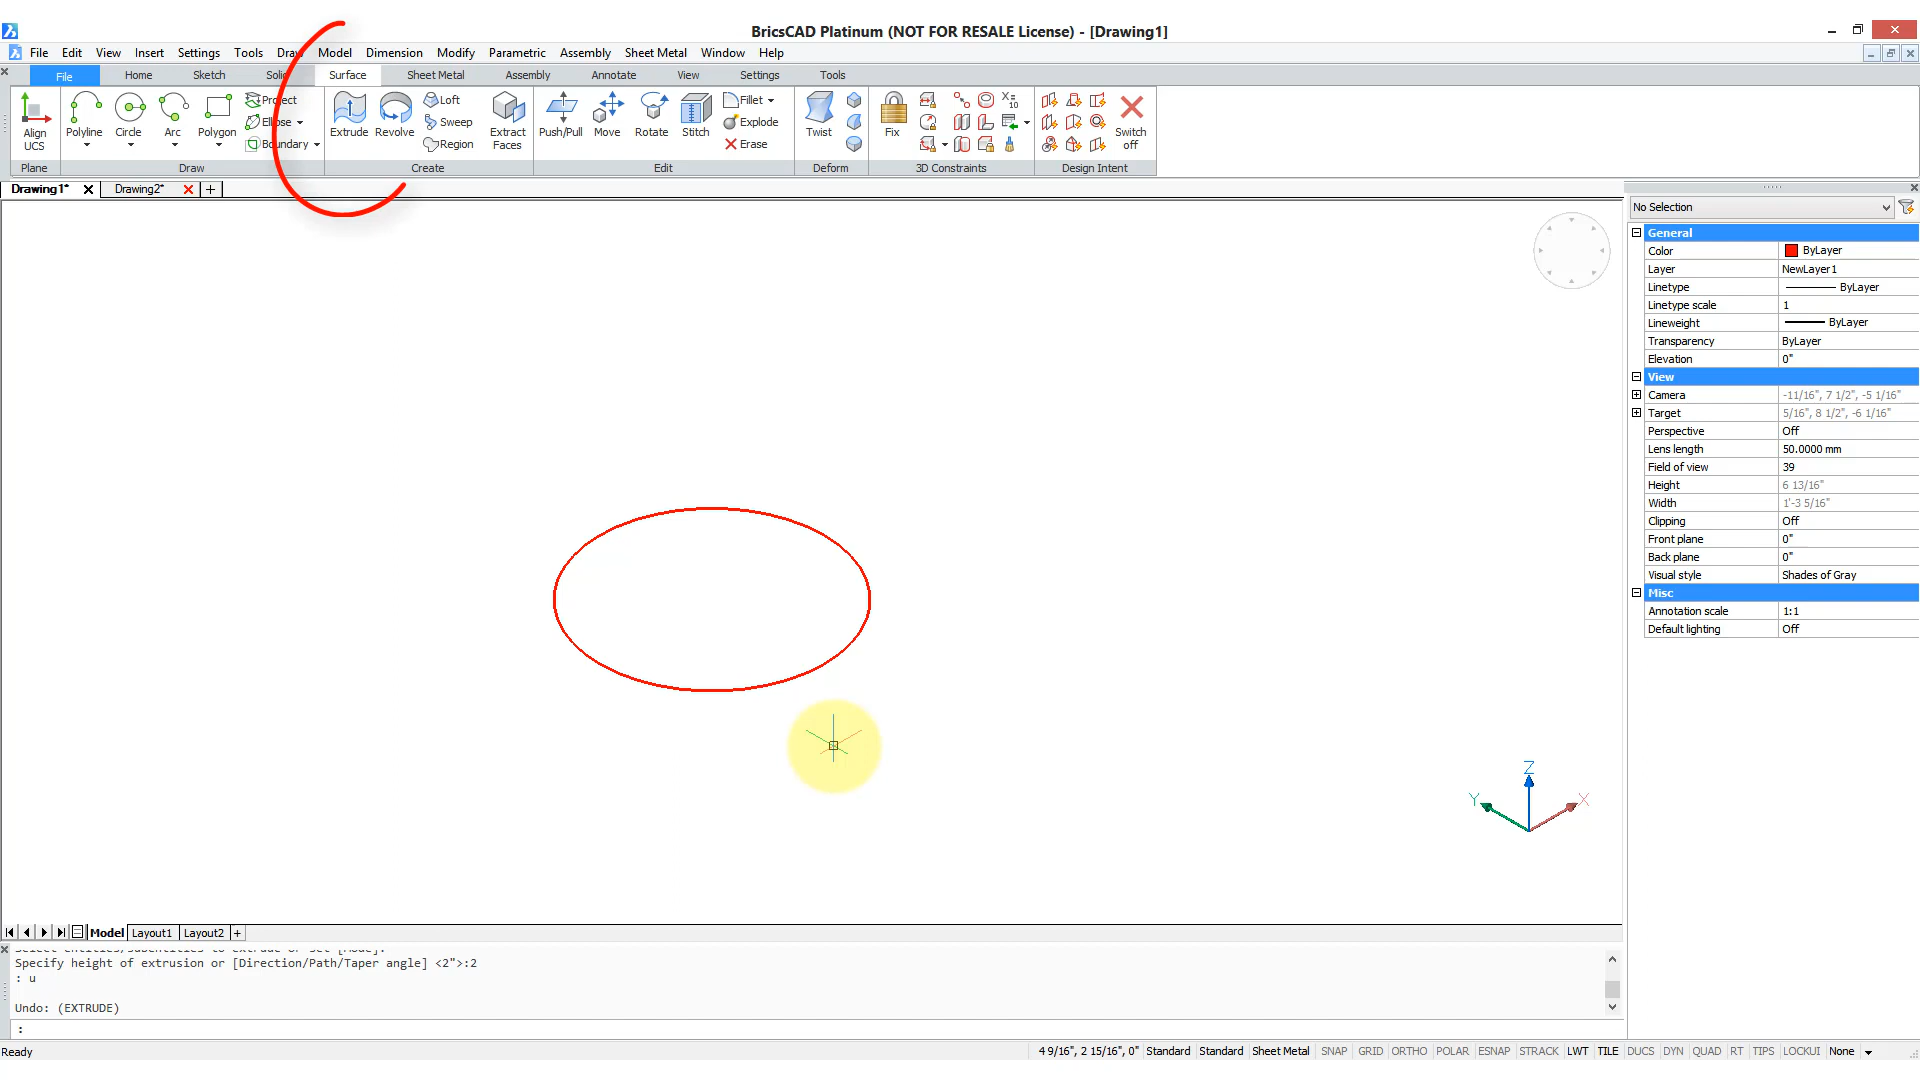 BricsCAD Platinum (NOT FOR RESALE License) - [Drawing1]
File Edit View Insert Settings Tools Draw Model Dimension Modify Parametric Assembly Sheet Metal Window Help
File Home Sketch Solid Surface Sheet Metal Assembly Annotate View Settings Tools
Align UCS
Polyline Circle Arc Polygon
Project
Ellipse
Boundary
Extrude Revolve
Loft
Sweep
Region
Extract Faces
Push/Pull Move Rotate Stitch
Fillet
Explode
Erase
Twist
Fix
X=
10
Switch off
Plane Draw Create Edit Deform 3D Constraints Design Intent
Drawing1* Drawing2* +
No Selection
General
Color ByLayer
Layer NewLayer1
Linetype ByLayer
Linetype scale 1
Lineweight ByLayer
Transparency ByLayer
Elevation 0"
View
Camera -11/16", 7 1/2", -5 1/16"
Target 5/16", 8 1/2", -6 1/16"
Perspective Off
Lens length 50.0000 mm
Field of view 39
Height 6 13/16"
Width 1'-3 5/16"
Clipping Off
Front plane 0"
Back plane 0"
Visual style Shades of Gray
Misc
Annotation scale 1:1
Default lighting Off
Z
Y X
Model Layout1 Layout2 +
Select entities/subentities to extrude or set [Mode]:
Specify height of extrusion or [Direction/Path/Taper angle] <2">:2
: u
Undo: (EXTRUDE)
:
Ready
4 9/16", 2 15/16", 0" Standard Standard Sheet Metal SNAP GRID ORTHO POLAR ESNAP STRACK LWT TILE DUCS DYN QUAD RT TIPS LOCKUI None